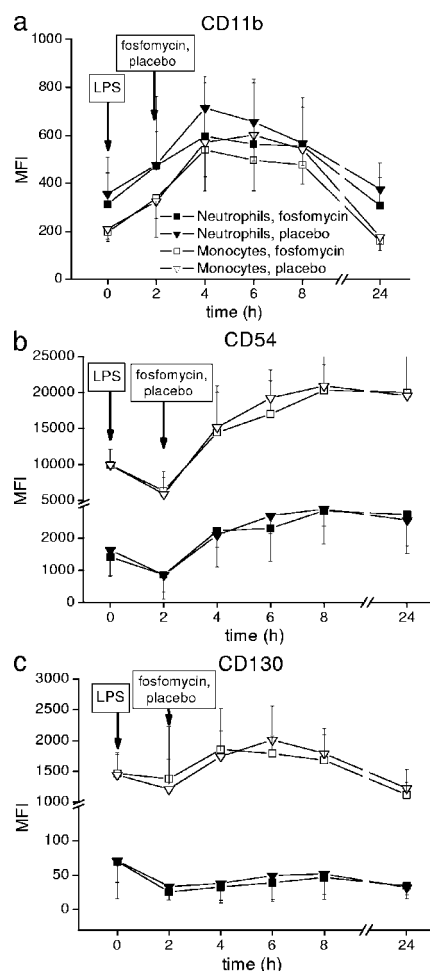 a
CD11b
fosfomycin,
placebo
LPS
1000
800
600
400
200
0
MFI
Neutrophils, fosfomycin
Neutrophils, placebo
Monocytes, fosfomycin
Monocytes, placebo
0 2 4 6 8 24
time (h)
b
CD54
LPS
fosfomycin,
placebo
25000
20000
15000
10000
5000
2000
1000
0
MFI
0 2 4 6 8 24
time (h)
c
CD130
LPS
fosfomycin,
placebo
3000
2500
2000
1500
1000
100
50
0
MFI
0 2 4 6 8 24
time (h)